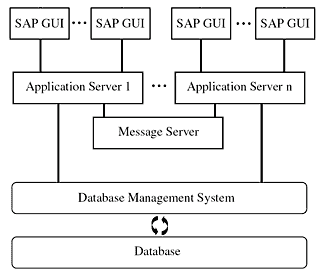 SAP GUI ... SAP GUI SAP GUI ... SAP GUI
Application Server 1 ... Application Server n
Message Server
Database Management System
Database